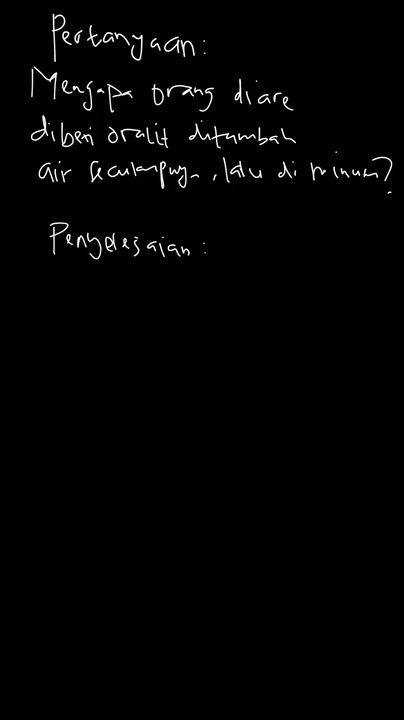 Pertanyaan:
Mengapa orang diare
diberi oralit ditambah
air secukupnya, lalu di minum?
Penyelesaian: